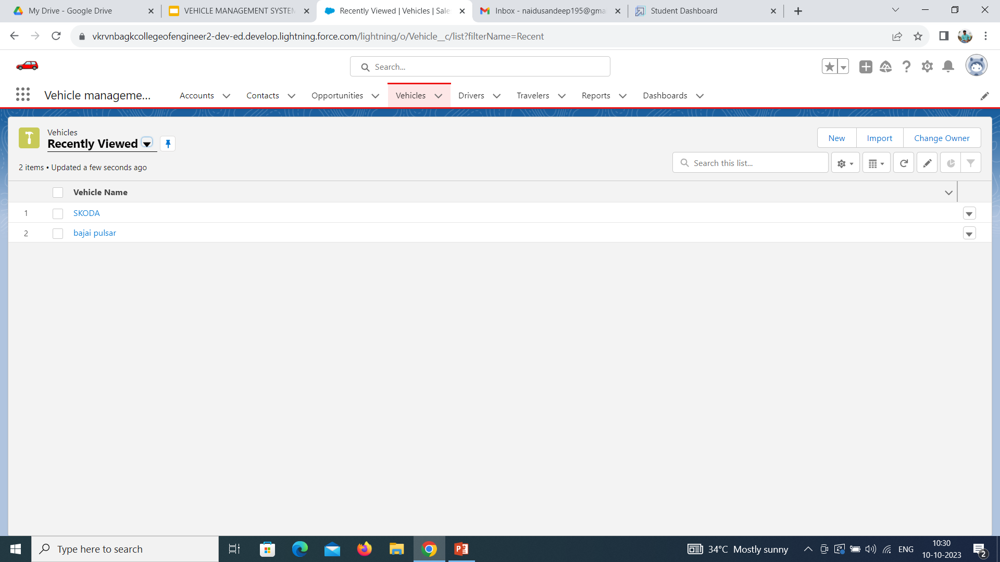 My Drive - Google Drive
VEHICLE MANAGEMENT SYSTEM
Recently Viewed | Vehicles | Sale
Inbox - naidusandeep195@gma
Student Dashboard
vkrvnbagkcollegeofengineer2-dev-ed.develop.lightning.force.com/lightning/o/Vehicle__c/list?filterName=Recent
Search...
Vehicle manageme...
Accounts
Contacts
Opportunities
Vehicles
Drivers
Travelers
Reports
Dashboards
Vehicles
Recently Viewed
New
Import
Change Owner
2 items • Updated a few seconds ago
Search this list...
Vehicle Name
1 SKODA
2 bajai pulsar
Type here to search
34°C Mostly sunny
ENG
10:30
10-10-2023
2